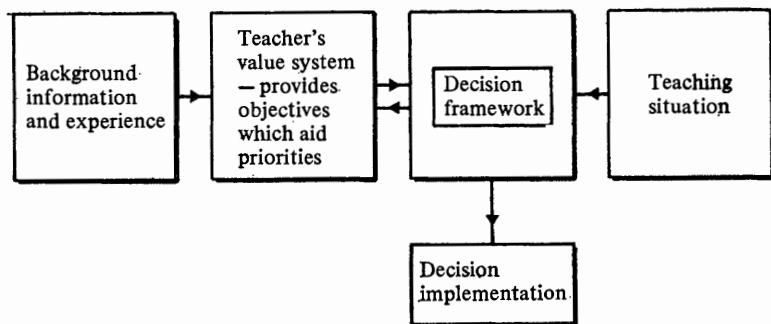 Background
information
and experience
Teacher's
value system
— provides
objectives
which aid
priorities
Decision
framework
Teaching
situation
Decision
implementation